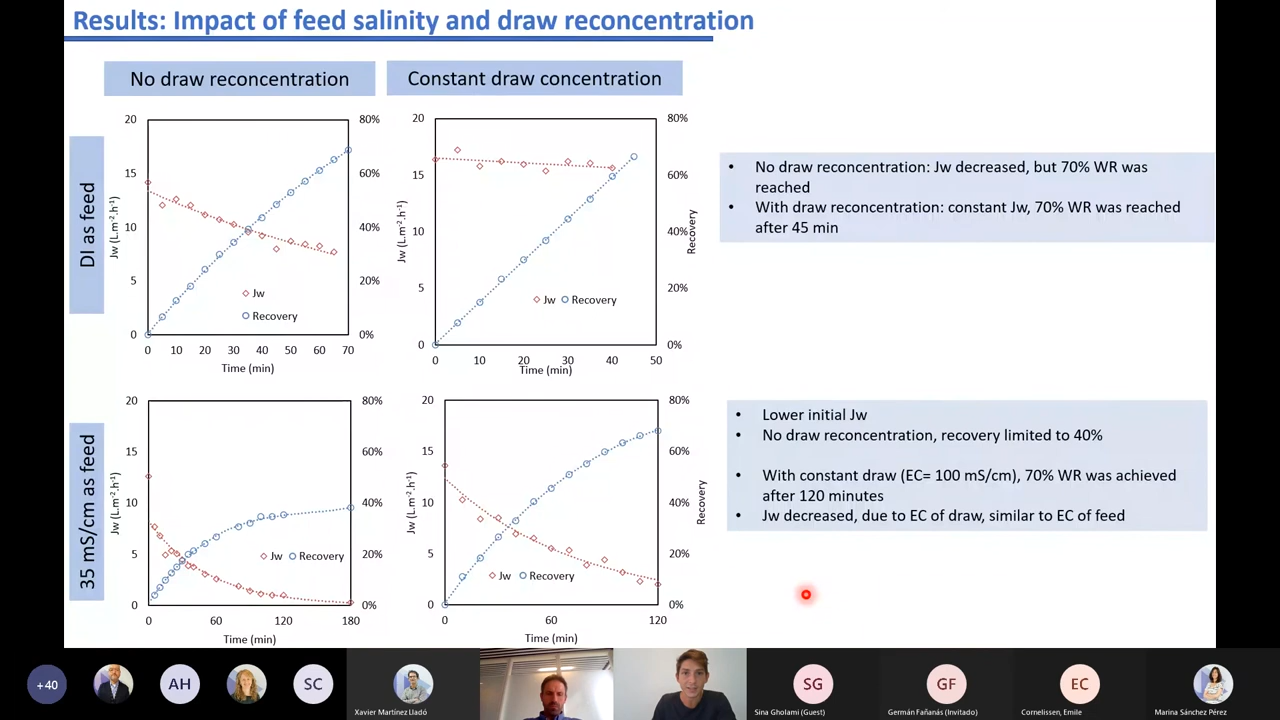 Results: Impact of feed salinity and draw reconcentration
No draw reconcentration
Constant draw concentration
DI as feed
20
15
10
5
0
Jw (L.m⁻².h⁻¹)
80%
60%
40%
20%
0%
Jw
Recovery
0 10 20 30 40 50 60 70
Time (min)
20
15
10
5
0
Jw (L.m⁻².h⁻¹)
80%
60%
40%
20%
0%
Recovery
Jw Recovery
0 10 20 30 40 50
Time (min)
• No draw reconcentration: Jw decreased, but 70% WR was
reached
• With draw reconcentration: constant Jw, 70% WR was reached
after 45 min
35 mS/cm as feed
20
15
10
5
0
Jw (L.m⁻².h⁻¹)
80%
60%
40%
20%
0%
Jw Recovery
0 60 120 180
Time (min)
20
15
10
5
0
Jw (L.m⁻².h⁻¹)
80%
60%
40%
20%
0%
Recovery
Jw Recovery
0 60 120
Time (min)
• Lower initial Jw
• No draw reconcentration, recovery limited to 40%
• With constant draw (EC= 100 mS/cm), 70% WR was achieved
after 120 minutes
• Jw decreased, due to EC of draw, similar to EC of feed
+40
AH
SC
Xavier Martínez Lladó
SG
Sina Gholami (Guest)
GF
Germán Fañanás (Invitado)
EC
Cornelissen, Emile
Marina Sánchez Pérez